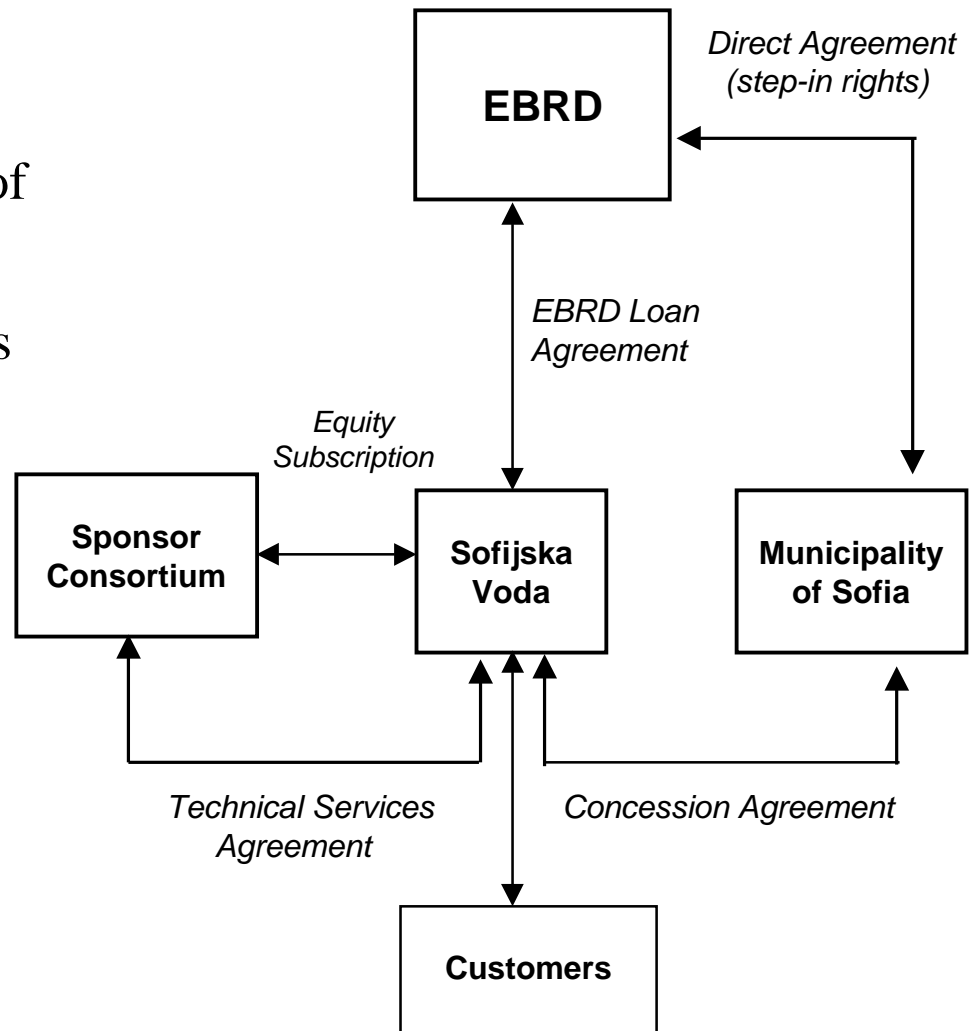 Direct Agreement
(step-in rights)
EBRD
of
s
EBRD Loan
Agreement
Equity
Subscription
Sponsor
Consortium
Sofijska
Voda
Municipality
of Sofia
Technical Services
Agreement
Concession Agreement
Customers